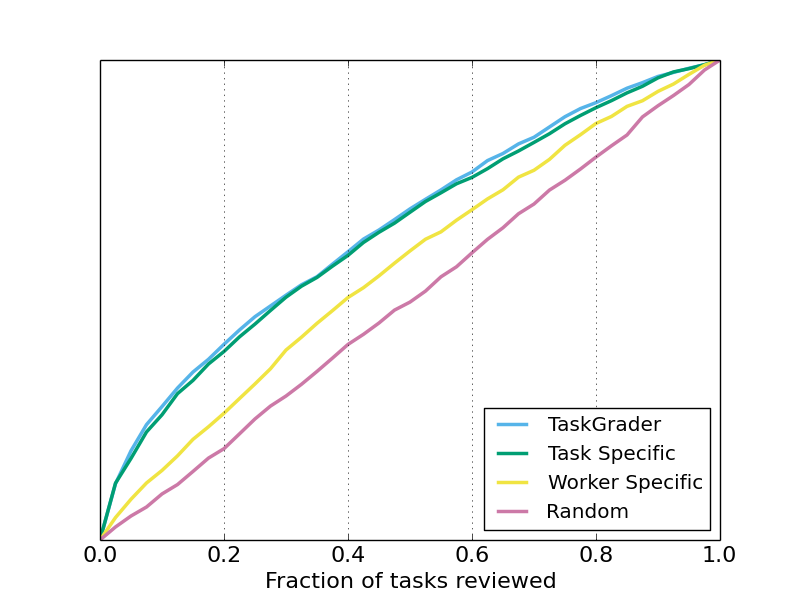 TaskGrader
Task Specific
Worker Specific
Random
0.0 0.2 0.4 0.6 0.8 1.0
Fraction of tasks reviewed